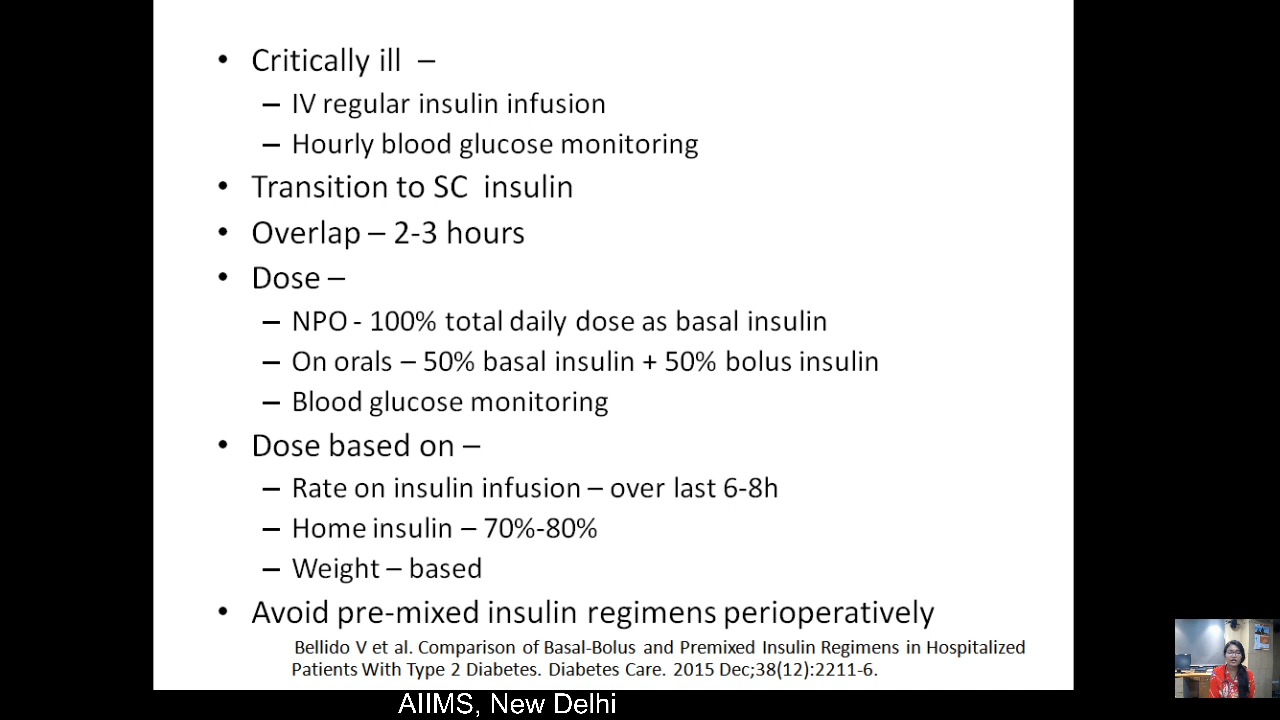 • Critically ill –
– IV regular insulin infusion
– Hourly blood glucose monitoring
• Transition to SC insulin
• Overlap – 2-3 hours
• Dose –
– NPO - 100% total daily dose as basal insulin
– On orals – 50% basal insulin + 50% bolus insulin
– Blood glucose monitoring
• Dose based on –
– Rate on insulin infusion – over last 6-8h
– Home insulin – 70%-80%
– Weight – based
• Avoid pre-mixed insulin regimens perioperatively
Bellido V et al. Comparison of Basal-Bolus and Premixed Insulin Regimens in Hospitalized
Patients With Type 2 Diabetes. Diabetes Care. 2015 Dec;38(12):2211-6.
AIIMS, New Delhi